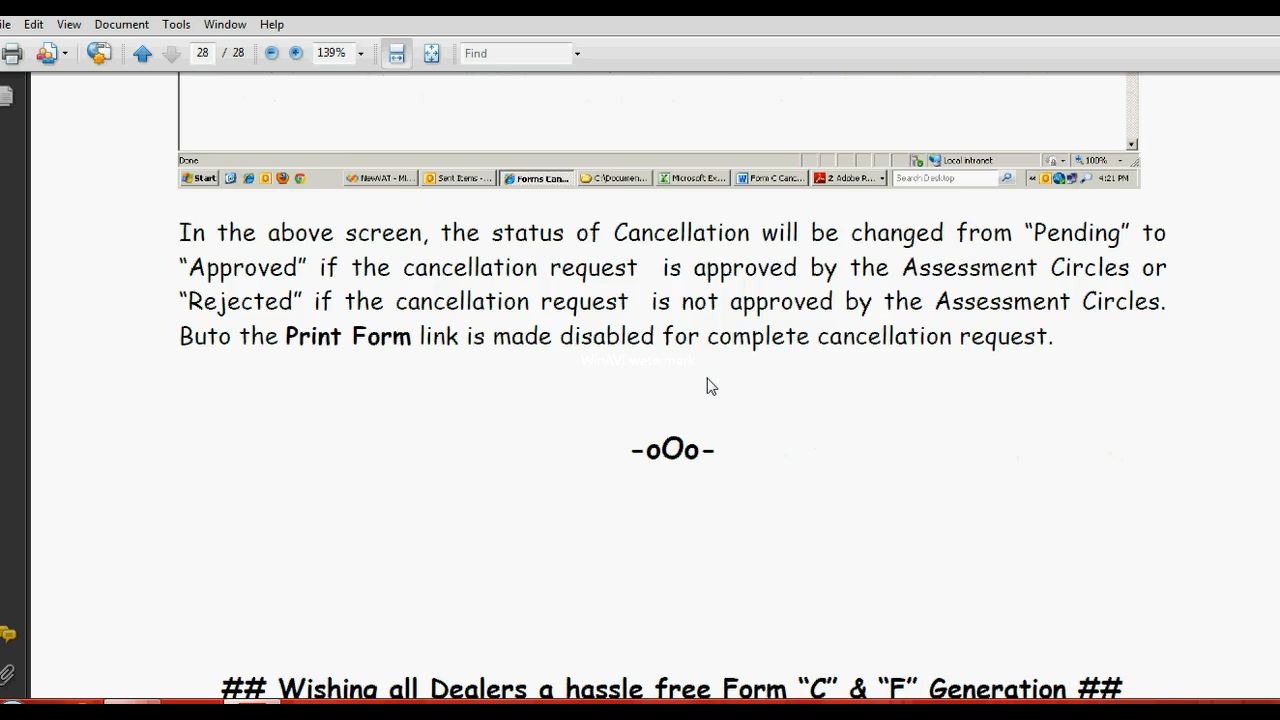 ile Edit View Document Tools Window Help
28 / 28 139% Find
Done Local intranet 100%
Start NewVAT - Mi... Sent Items -... Forms Can... C:\Documen... Microsoft Ex... Form C Canc... 2 Adobe R... Search Desktop « 4:21 PM
In the above screen, the status of Cancellation will be changed from “Pending” to
“Approved” if the cancellation request is approved by the Assessment Circles or
“Rejected” if the cancellation request is not approved by the Assessment Circles.
Buto the Print Form link is made disabled for complete cancellation request.
WinAVI watermark
-oOo-
## Wishing all Dealers a hassle free Form “C” & “F” Generation ##